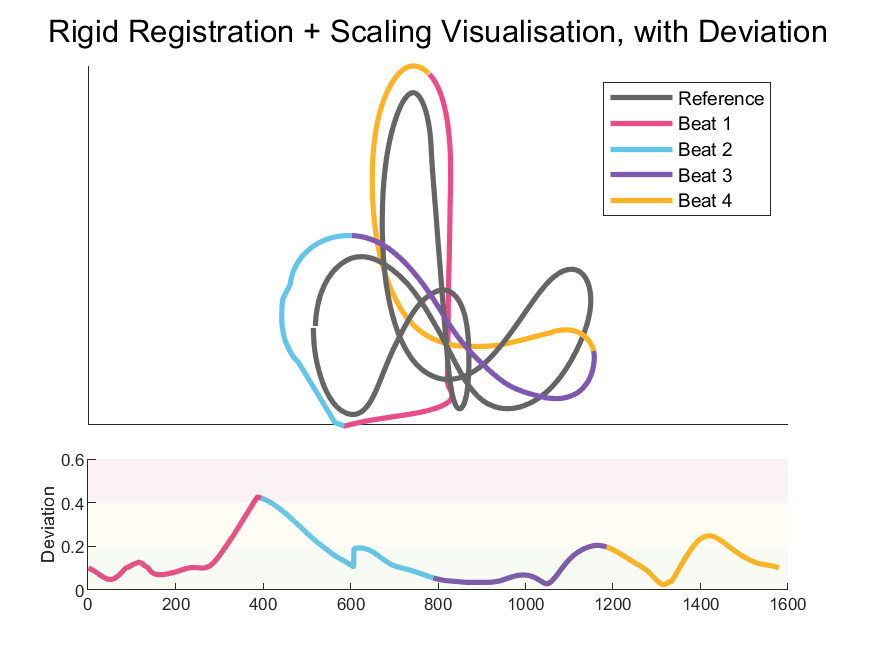 Rigid Registration + Scaling Visualisation, with Deviation
Reference
Beat 1
Beat 2
Beat 3
Beat 4
0.6
0.4
0.2
0
Deviation
0 200 400 600 800 1000 1200 1400 1600